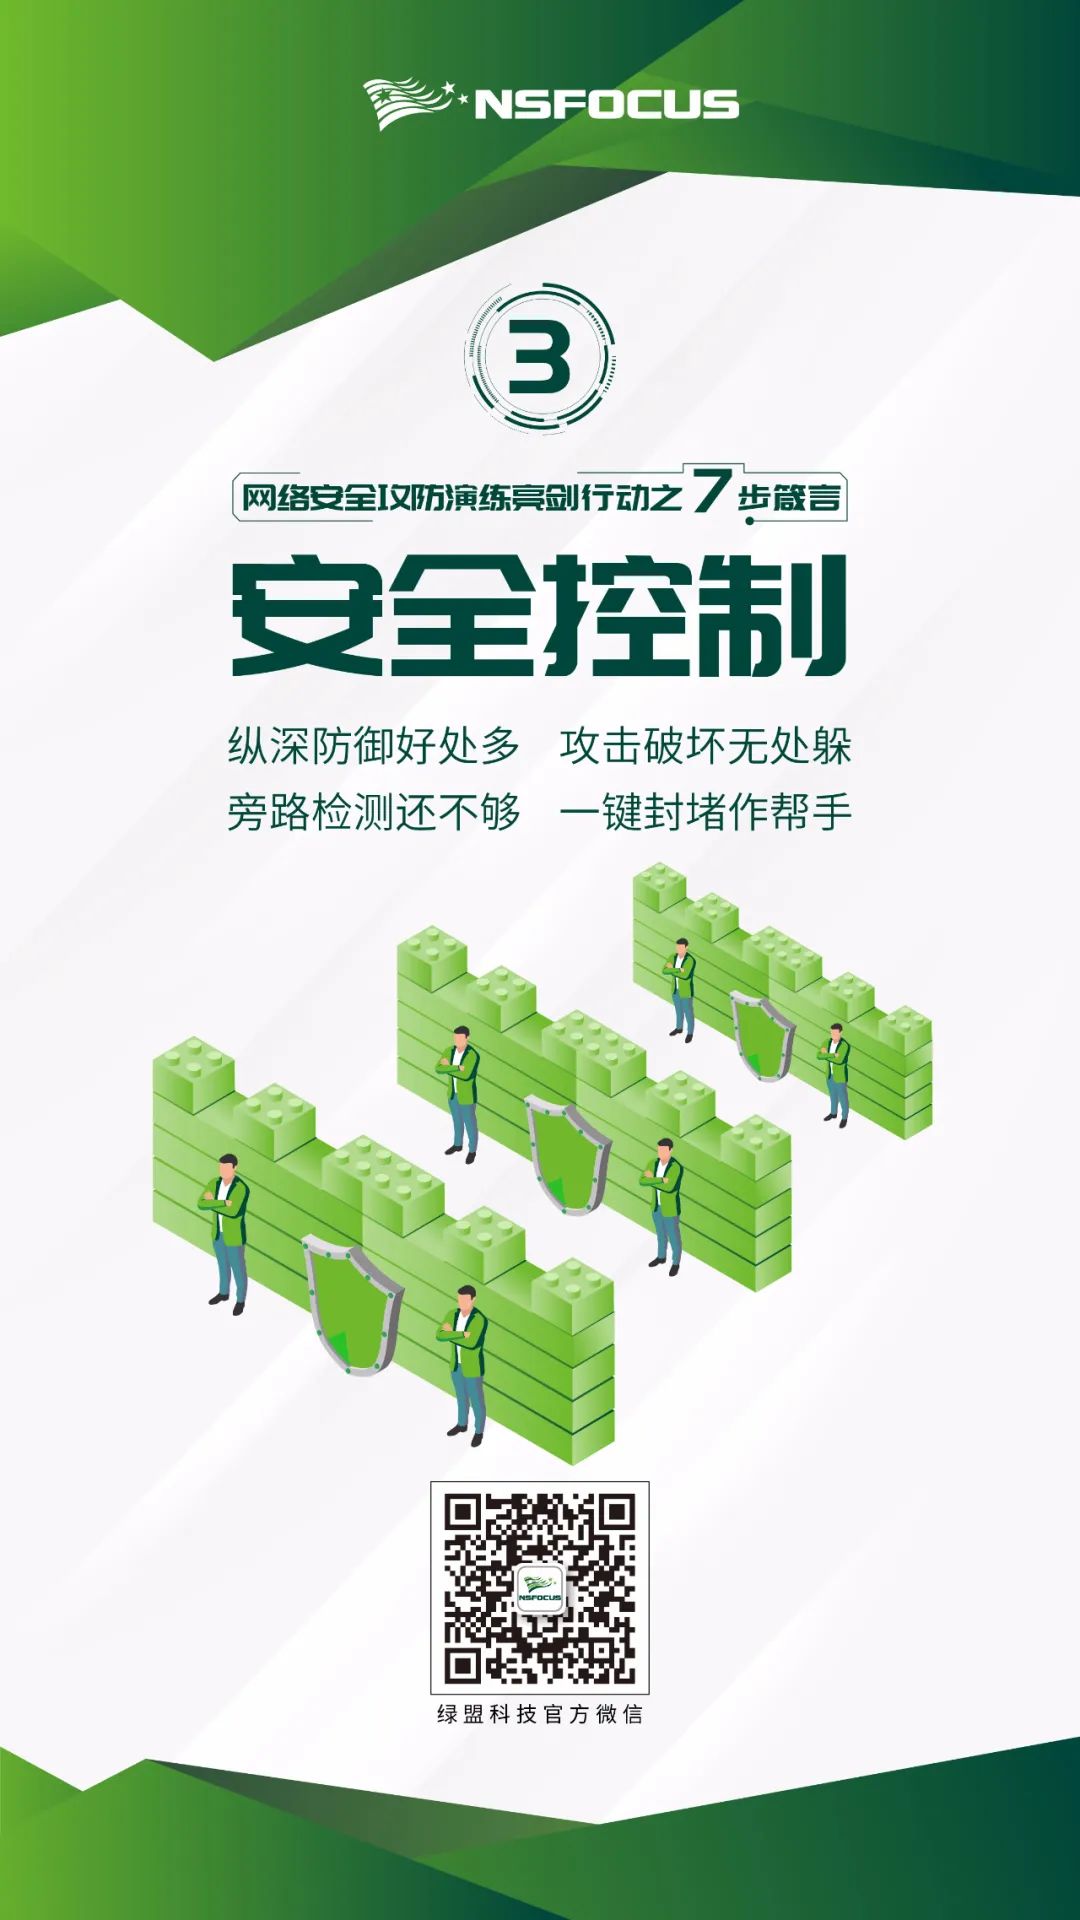 NSFOCUS
3
网络安全攻防演练亮剑行动之7步箴言
安全控制
纵深防御好处多 攻击破坏无处躲
旁路检测还不够 一键封堵作帮手
NSFOCUS
绿盟科技官方微信